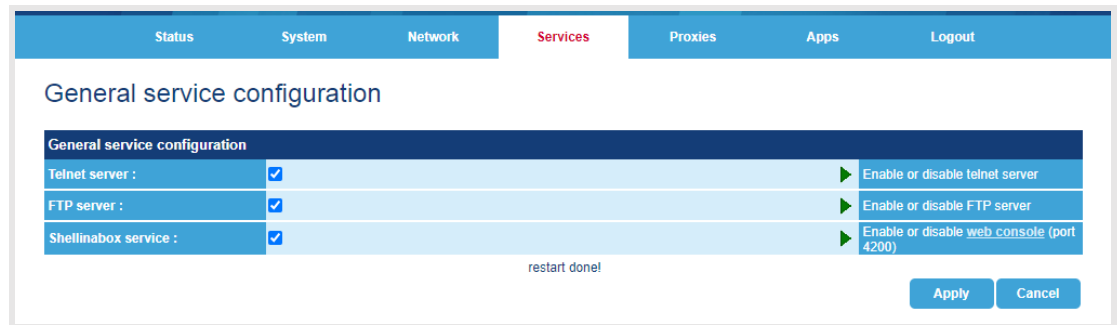 Status System Network Services Proxies Apps Logout
General service configuration
General service configuration
Telnet server : Enable or disable telnet server
FTP server : Enable or disable FTP server
Shellinabox service : Enable or disable web console (port
4200)
restart done!
Apply Cancel